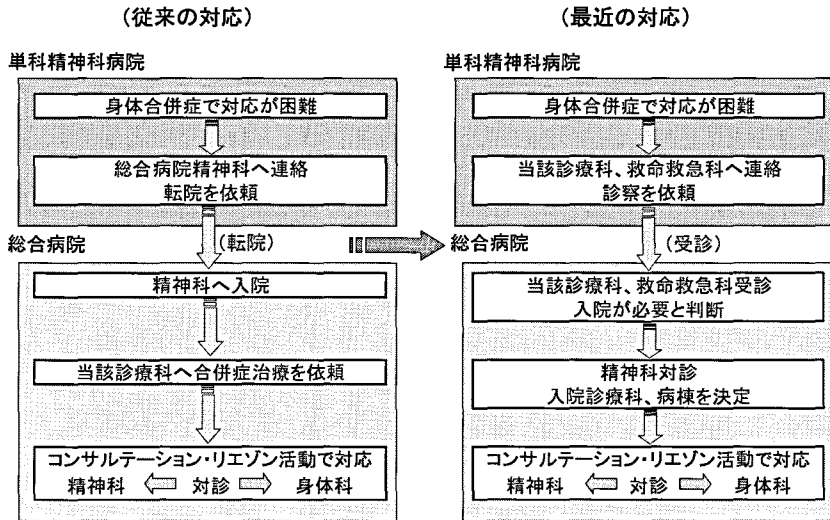 (従来の対応)
単科精神科病院
身体合併症で対応が困難
総合病院精神科へ連絡
転院を依頼
総合病院
(転院)
精神科へ入院
当該診療科へ合併症治療を依頼
コンサルテーション・リエゾン活動で対応
精神科 対診 身体科
(最近の対応)
単科精神科病院
身体合併症で対応が困難
当該診療科、救命救急科へ連絡
診察を依頼
総合病院
(受診)
当該診療科、救命救急科受診
入院が必要と判断
精神科対診
入院診療科、病棟を決定
コンサルテーション・リエゾン活動で対応
精神科 対診 身体科